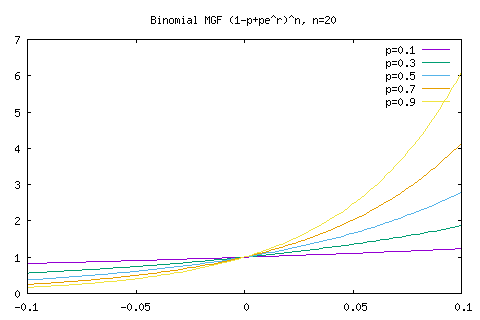 Binomial MGF (1-p+pe^r)^n, n=20
7
6
5
4
3
2
1
0
p=0.1
p=0.3
p=0.5
p=0.7
p=0.9
-0.1
-0.05
0
0.05
0.1